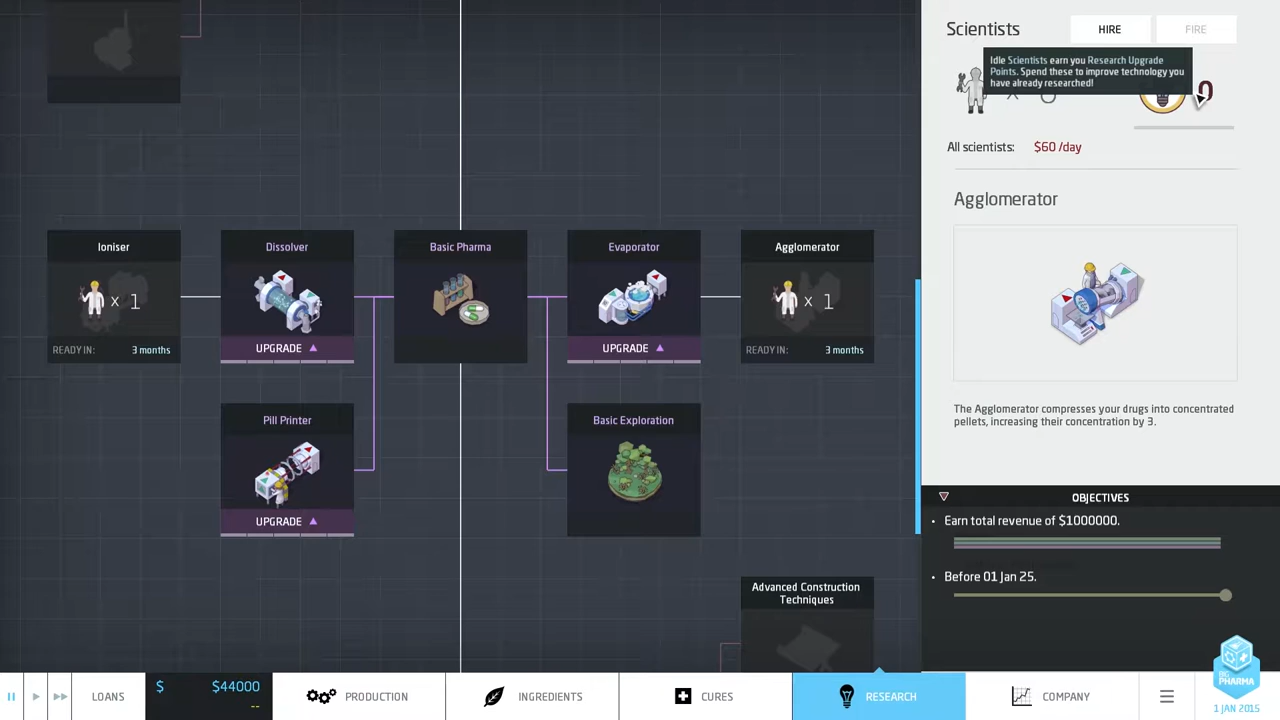 Scientists
HIRE
FIRE
Idle Scientists earn you Research Upgrade
Points. Spend these to improve technology you
have already researched!
x
0
All scientists:
$60 /day
Agglomerator
The Agglomerator compresses your drugs into concentrated
pellets, increasing their concentration by 3.
Ioniser
x 1
READY IN:
3 months
Dissolver
UPGRADE
Basic Pharma
Evaporator
UPGRADE
Agglomerator
x 1
READY IN:
3 months
Pill Printer
UPGRADE
Basic Exploration
Advanced Construction
Techniques
OBJECTIVES
• Earn total revenue of $1000000.
• Before 01 Jan 25.
LOANS
$
$44000
--
PRODUCTION
INGREDIENTS
CURES
RESEARCH
COMPANY
BIG
PHARMA
1 JAN 2015